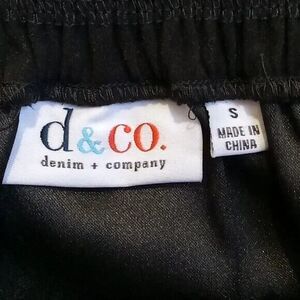 d&co.
denim + company
S
MADE IN
CHINA